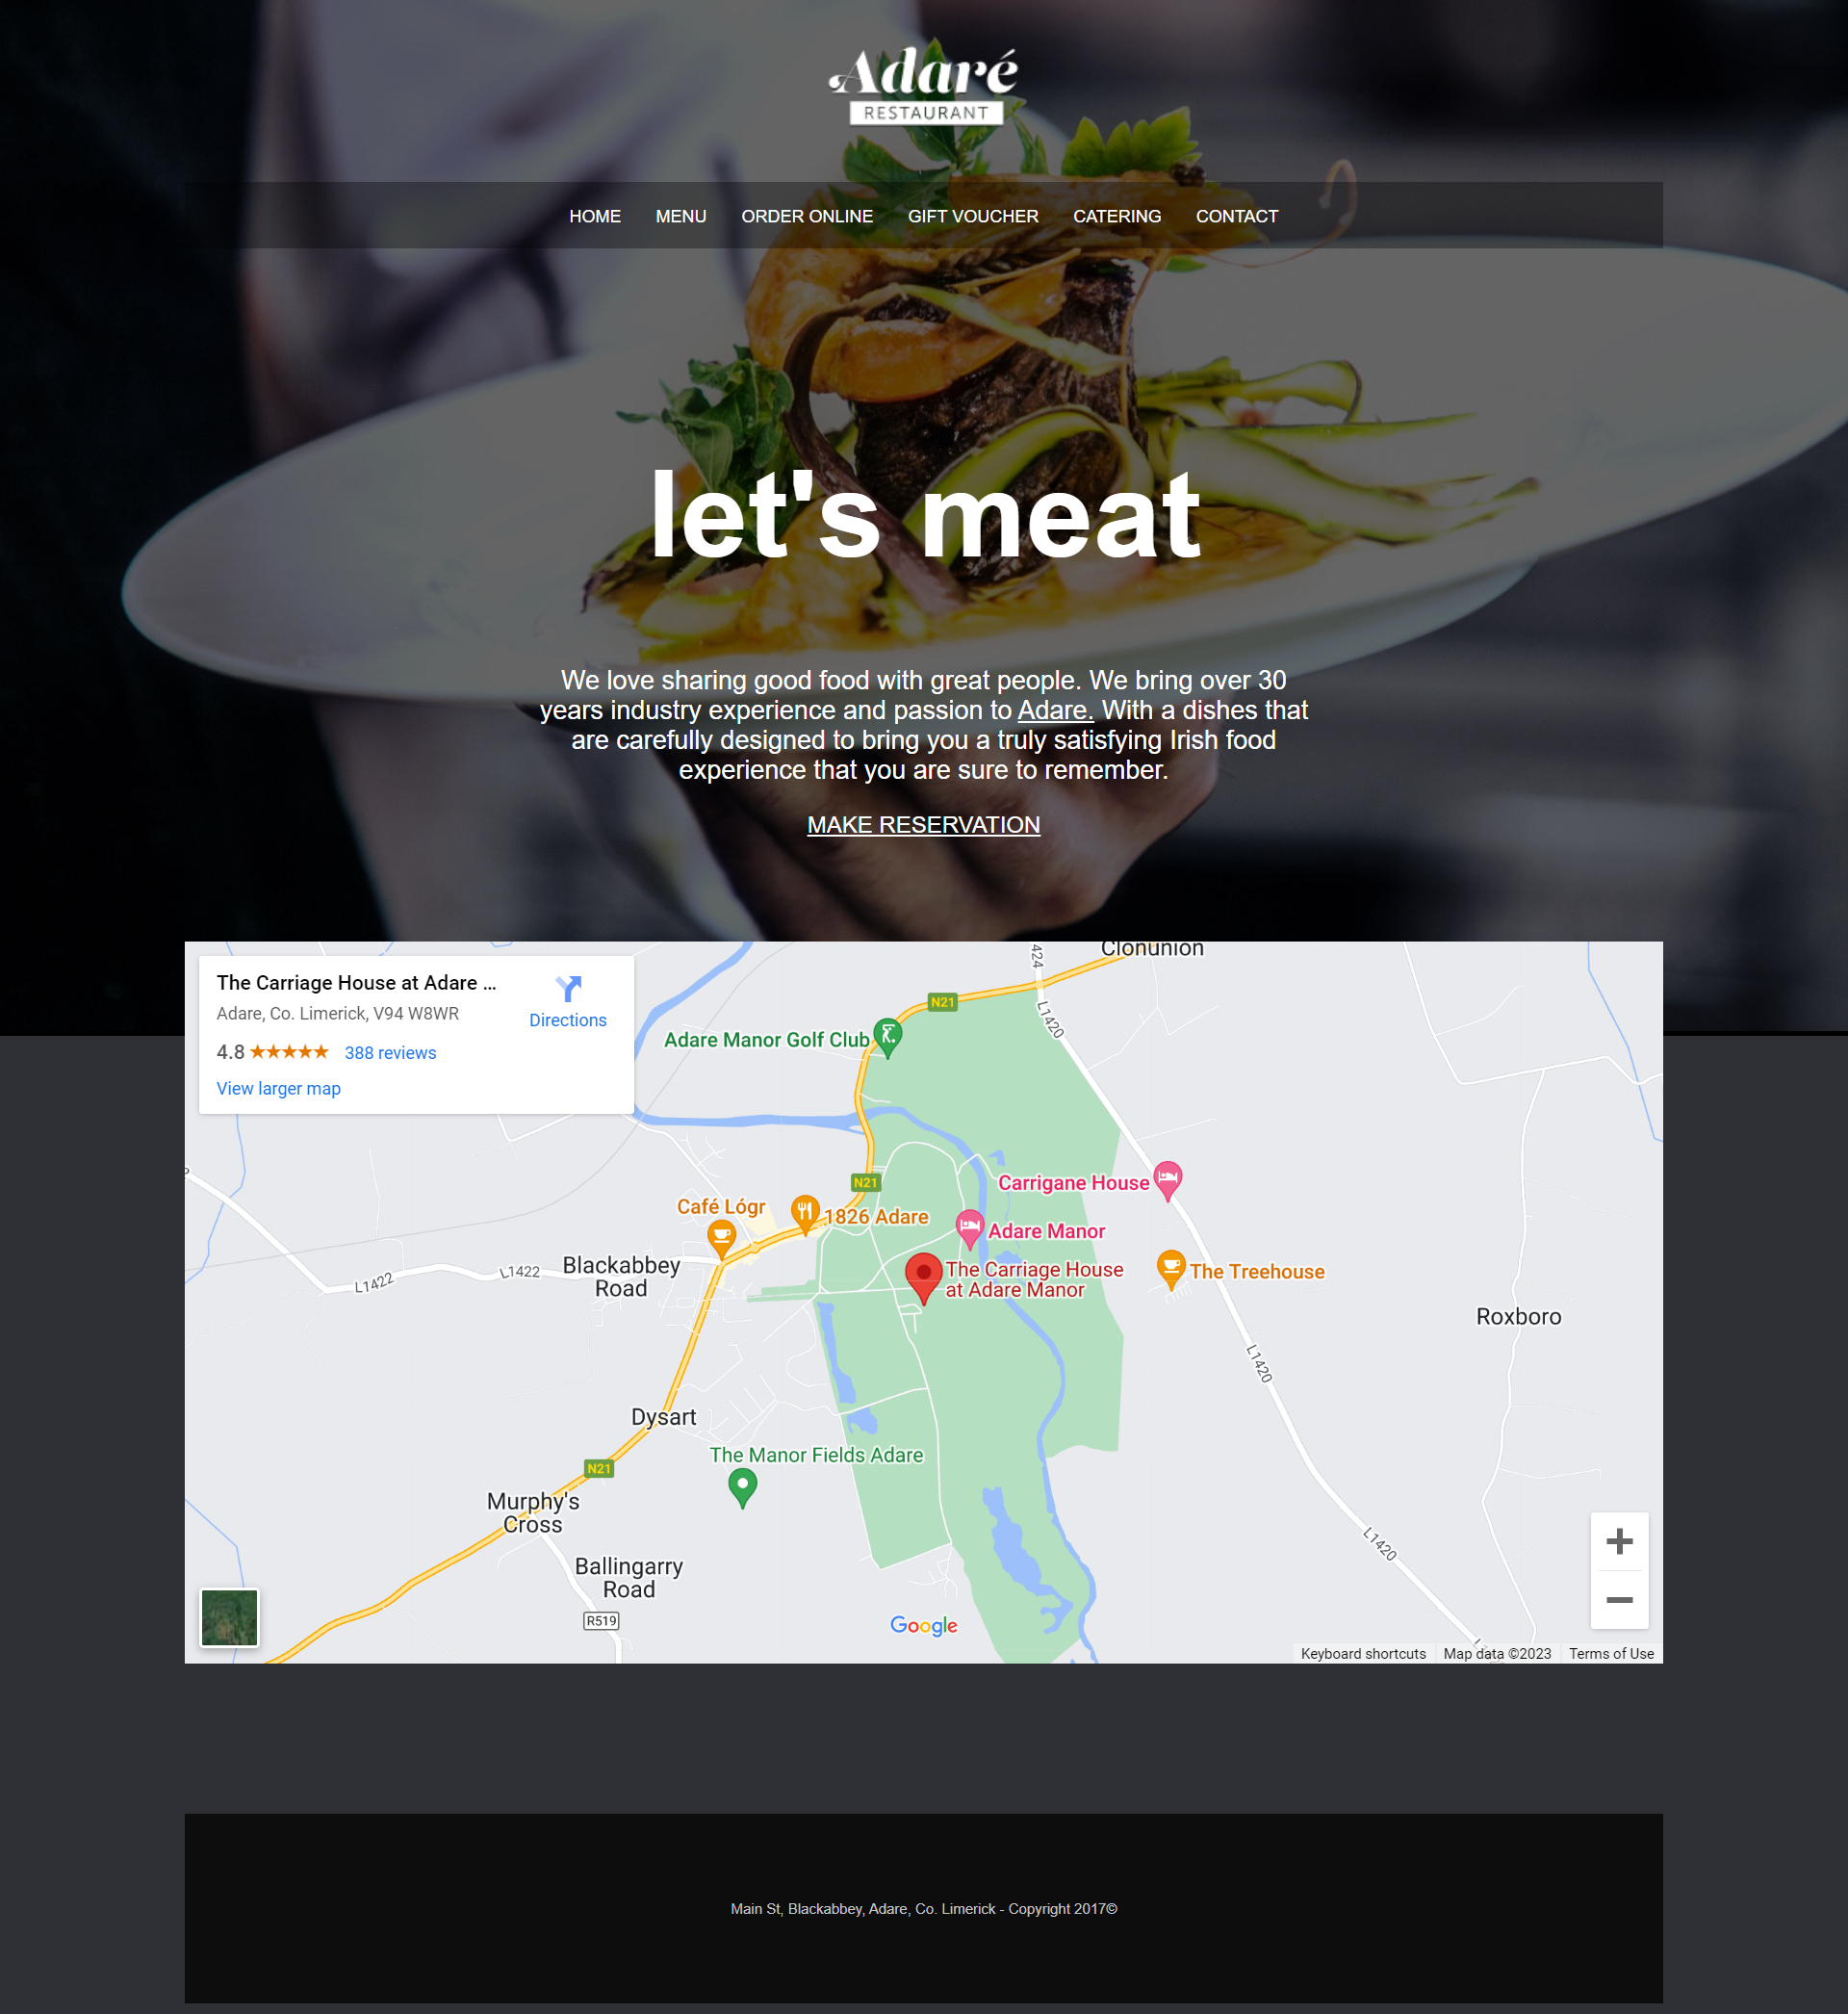 Adaré
RESTAURANT
HOME MENU ORDER ONLINE GIFT VOUCHER CATERING CONTACT
let's meat
We love sharing good food with great people. We bring over 30
years industry experience and passion to Adare. With a dishes that
are carefully designed to bring you a truly satisfying Irish food
experience that you are sure to remember.
MAKE RESERVATION
The Carriage House at Adare ...
Adare, Co. Limerick, V94 W8WR
Directions
4.8 ★★★★★ 388 reviews
View larger map
Clonunion
424
N21
L1420
Adare Manor Golf Club
N21
Carrigane House
Café Lógr
1826 Adare
Adare Manor
Blackabbey
Road
L1422
L1422
The Carriage House
at Adare Manor
The Treehouse
Roxboro
L1420
Dysart
The Manor Fields Adare
N21
Murphy's
Cross
L1420
Ballingarry
Road
R519
Google
Keyboard shortcuts Map data ©2023 Terms of Use
Main St, Blackabbey, Adare, Co. Limerick - Copyright 2017©